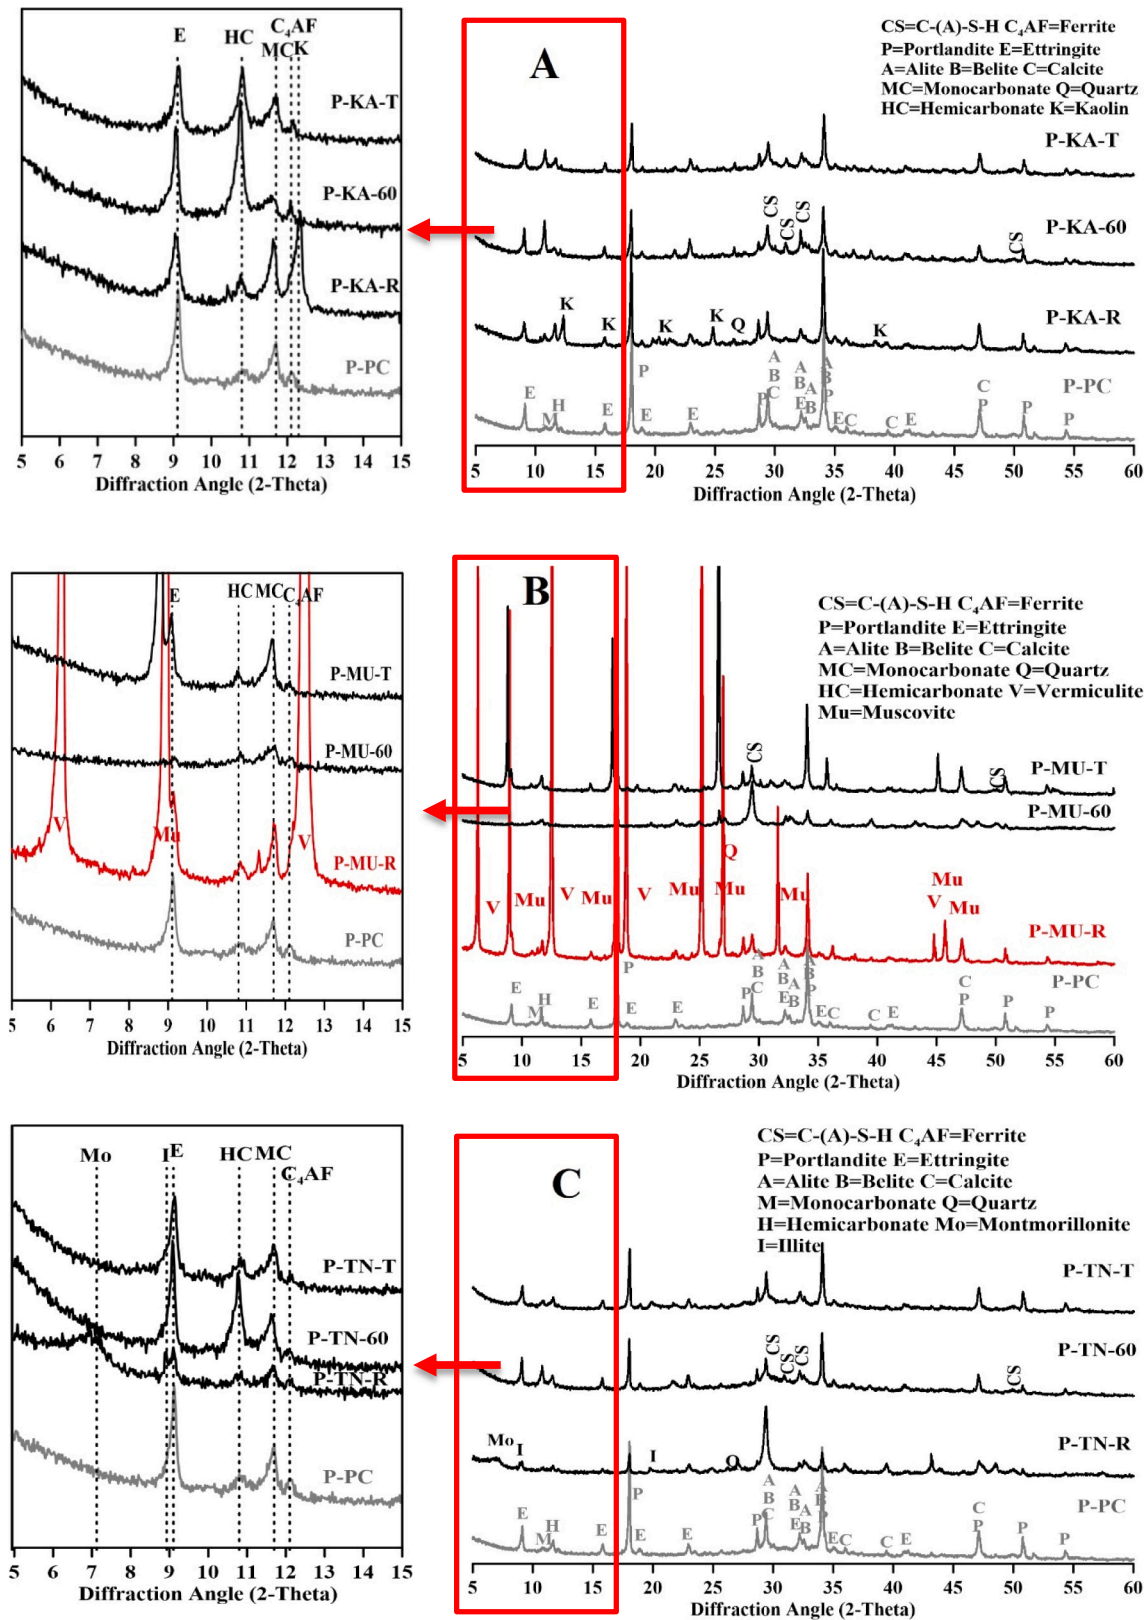 E
HC
C₄AF
MC
K
P-KA-T
P-KA-60
P-KA-R
P-PC
5 6 7 8 9 10 11 12 13 14 15
Diffraction Angle (2-Theta)
A
CS=C-(A)-S-H C₄AF=Ferrite
P=Portlandite E=Ettringite
A=Alite B=Belite C=Calcite
MC=Monocarbonate Q=Quartz
HC=Hemicarbonate K=Kaolin
P-KA-T
CS CS CS CS
P-KA-60
K K K K Q K
P-KA-R
E M H E P E E P A B C A B E A B A B P E C C E C P P P
P-PC
5 10 15 20 25 30 35 40 45 50 55 60
Diffraction Angle (2-Theta)
E HC MC C₄AF
P-MU-T
P-MU-60
V Mu V
P-MU-R
P-PC
5 6 7 8 9 10 11 12 13 14 15
Diffraction Angle (2-Theta)
B
CS=C-(A)-S-H C₄AF=Ferrite
P=Portlandite E=Ettringite
A=Alite B=Belite C=Calcite
MC=Monocarbonate Q=Quartz
HC=Hemicarbonate V=Vermiculite
Mu=Muscovite
CS CS
P-MU-T
P-MU-60
V Mu V Mu V Mu Q Mu Mu V Mu Mu
P-MU-R
E M H E P E E P A B C A B E A B A B P E C C E C P P P
P-PC
5 10 15 20 25 30 35 40 45 50 55 60
Diffraction Angle (2-Theta)
Mo I E HC MC
C₄AF
P-TN-T
P-TN-60
P-TN-R
P-PC
5 6 7 8 9 10 11 12 13 14 15
Diffraction Angle (2-Theta)
C
CS=C-(A)-S-H C₄AF=Ferrite
P=Portlandite E=Ettringite
A=Alite B=Belite C=Calcite
M=Monocarbonate Q=Quartz
H=Hemicarbonate Mo=Montmorillonite
I=Illite
P-TN-T
CS CS CS CS
P-TN-60
Mo I I Q
P-TN-R
E M H E P E E P A B C A B E A B A B P E C C E C P P P
P-PC
5 10 15 20 25 30 35 40 45 50 55 60
Diffraction Angle (2-Theta)